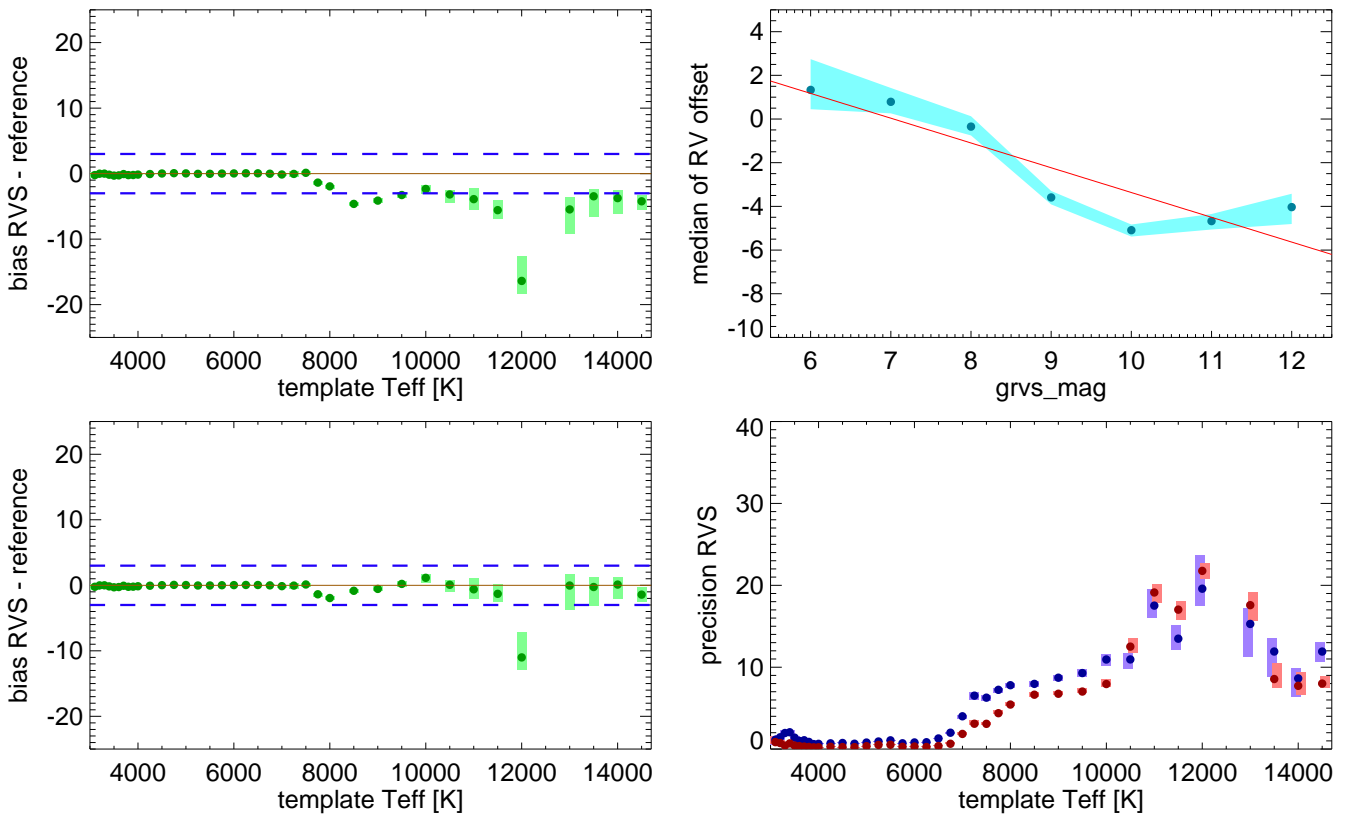 bias RVS - reference
20
10
0
-10
-20
4000 6000 8000 10000 12000 14000
template Teff [K]
median of RV offset
4
2
0
-2
-4
-6
-8
-10
6 7 8 9 10 11 12
grvs_mag
bias RVS - reference
20
10
0
-10
-20
4000 6000 8000 10000 12000 14000
template Teff [K]
precision RVS
40
30
20
10
0
4000 6000 8000 10000 12000 14000
template Teff [K]